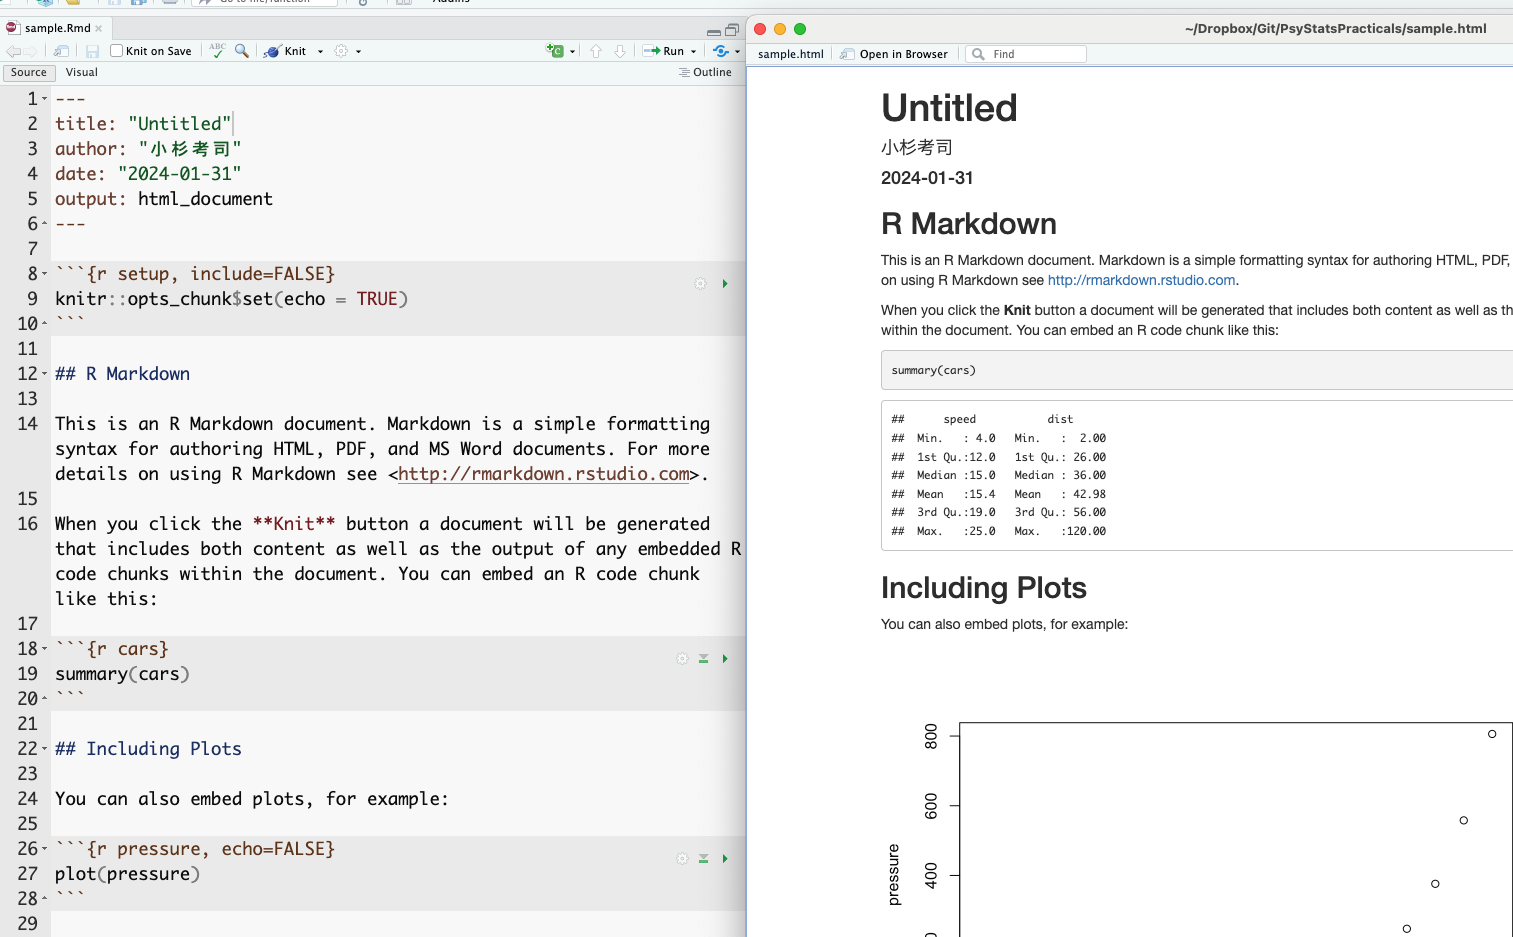 Go to file/function
Addins
sample.Rmd
Knit on Save
ABC
Knit
Run
Source
Visual
Outline
1 ---
2 title: "Untitled"
3 author: "小杉考司"
4 date: "2024-01-31"
5 output: html_document
6 ---
7
8 ```{r setup, include=FALSE}
9 knitr::opts_chunk$set(echo = TRUE)
10 ```
11
12 ## R Markdown
13
14 This is an R Markdown document. Markdown is a simple formatting
syntax for authoring HTML, PDF, and MS Word documents. For more
details on using R Markdown see <http://rmarkdown.rstudio.com>.
15
16 When you click the **Knit** button a document will be generated
that includes both content as well as the output of any embedded R
code chunks within the document. You can embed an R code chunk
like this:
17
18 ```{r cars}
19 summary(cars)
20 ```
21
22 ## Including Plots
23
24 You can also embed plots, for example:
25
26 ```{r pressure, echo=FALSE}
27 plot(pressure)
28 ```
29
~/Dropbox/Git/PsyStatsPracticals/sample.html
sample.html
Open in Browser
Find
Untitled
小杉考司
2024-01-31
R Markdown
This is an R Markdown document. Markdown is a simple formatting syntax for authoring HTML, PDF,
on using R Markdown see http://rmarkdown.rstudio.com.
When you click the Knit button a document will be generated that includes both content as well as th
within the document. You can embed an R code chunk like this:
summary(cars)
## speed dist
## Min. : 4.0 Min. : 2.00
## 1st Qu.:12.0 1st Qu.: 26.00
## Median :15.0 Median : 36.00
## Mean :15.4 Mean : 42.98
## 3rd Qu.:19.0 3rd Qu.: 56.00
## Max. :25.0 Max. :120.00
Including Plots
You can also embed plots, for example:
800
600
400
pressure